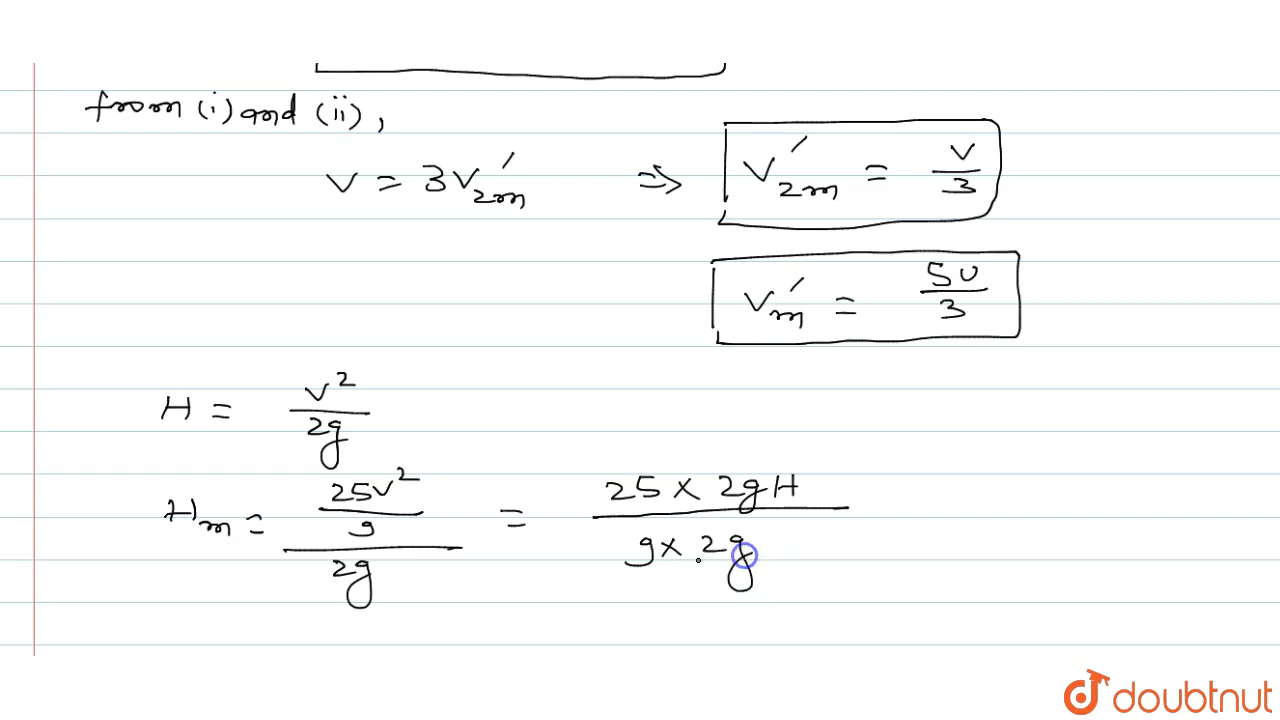 from (i) and (ii),
v = 3v′₂ₘ ⇒ v′₂ₘ = v/3
v′ₘ = 5v/3
H = v²/2g
Hₘ = (25v²/9)/2g = (25 × 2gH)/(9 × 2g)
doubtnut